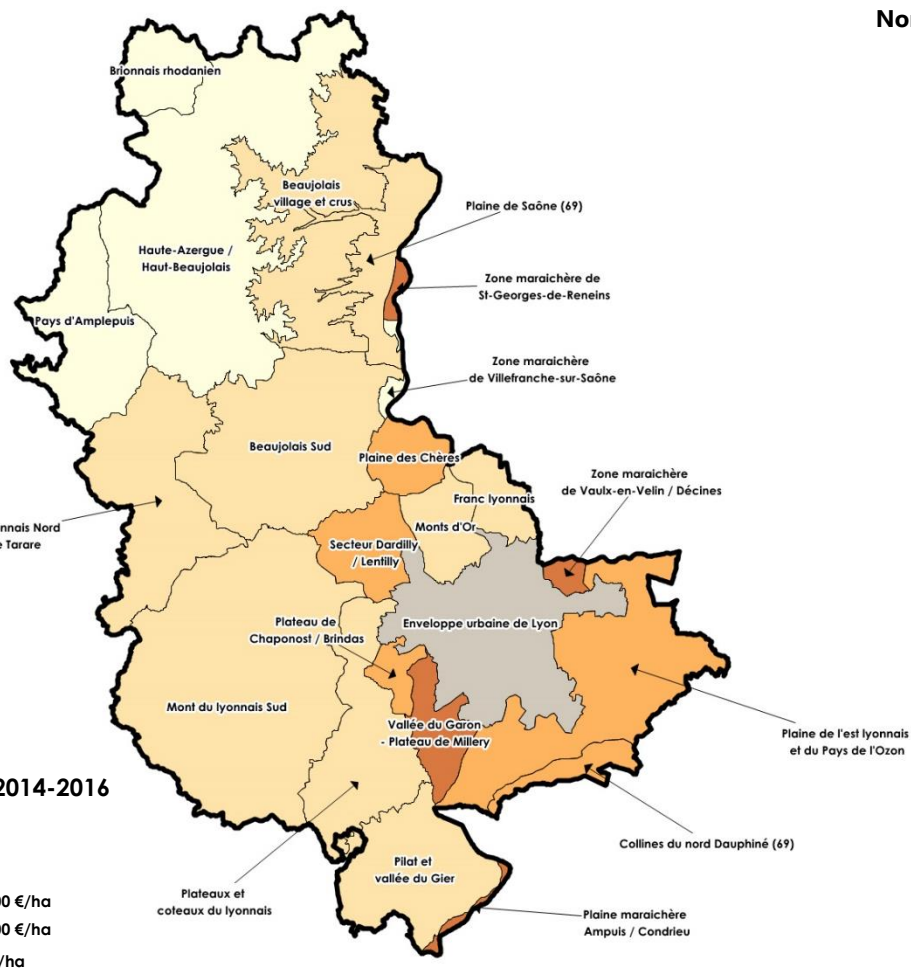 Brionnais rhodanien
Beaujolais
village et crus
Plaine de Saône (69)
Haute-Azergue /
Haut-Beaujolais
Zone maraichère de
St-Georges-de-Reneins
Pays d'Amplepuis
Zone maraichère
de Villefranche-sur-Saône
Beaujolais Sud
Plaine des Chères
Zone maraichère
de Vaulx-en-Velin / Décines
Franc lyonnais
Monts d'Or
Nord
Tarare
Secteur Dardilly
/ Lentilly
Plateau de
Chaponost / Brindas
Enveloppe urbaine de Lyon
Mont du lyonnais Sud
Vallée du Garon
- Plateau de Millery
Plaine de l'est lyonnais
et du Pays de l'Ozon
2014-2016
Collines du nord Dauphiné (69)
Pilat et
vallée du Gier
Plateaux et
coteaux du lyonnais
€/ha
€/ha
/ha
Plaine maraichère
Ampuis / Condrieu